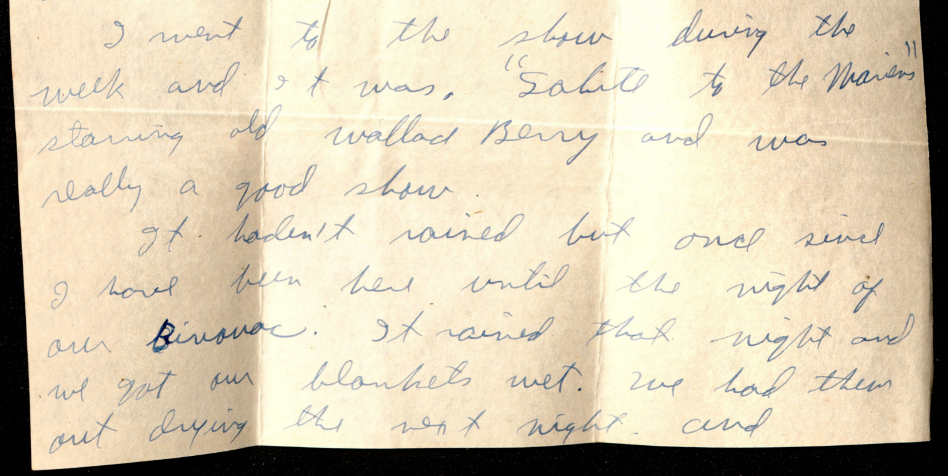 I went to the show during the
week and it was, "Salute to the Marens"
starring old wallad Berry and was
really a good show.
It haden't rained but once since
I have been here until the night of
our Bivouac. It rained that night and
we got our blankets wet. We had them
out drying the next night. and